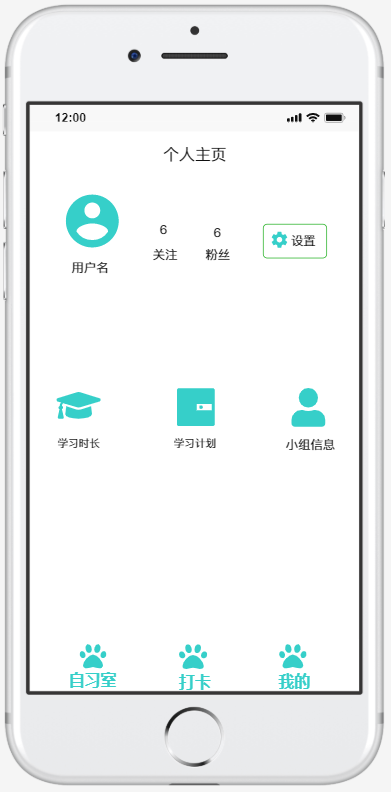 12:00
个人主页
6 6
关注 粉丝 设置
用户名
学习时长 学习计划 小组信息
自习室 打卡 我的